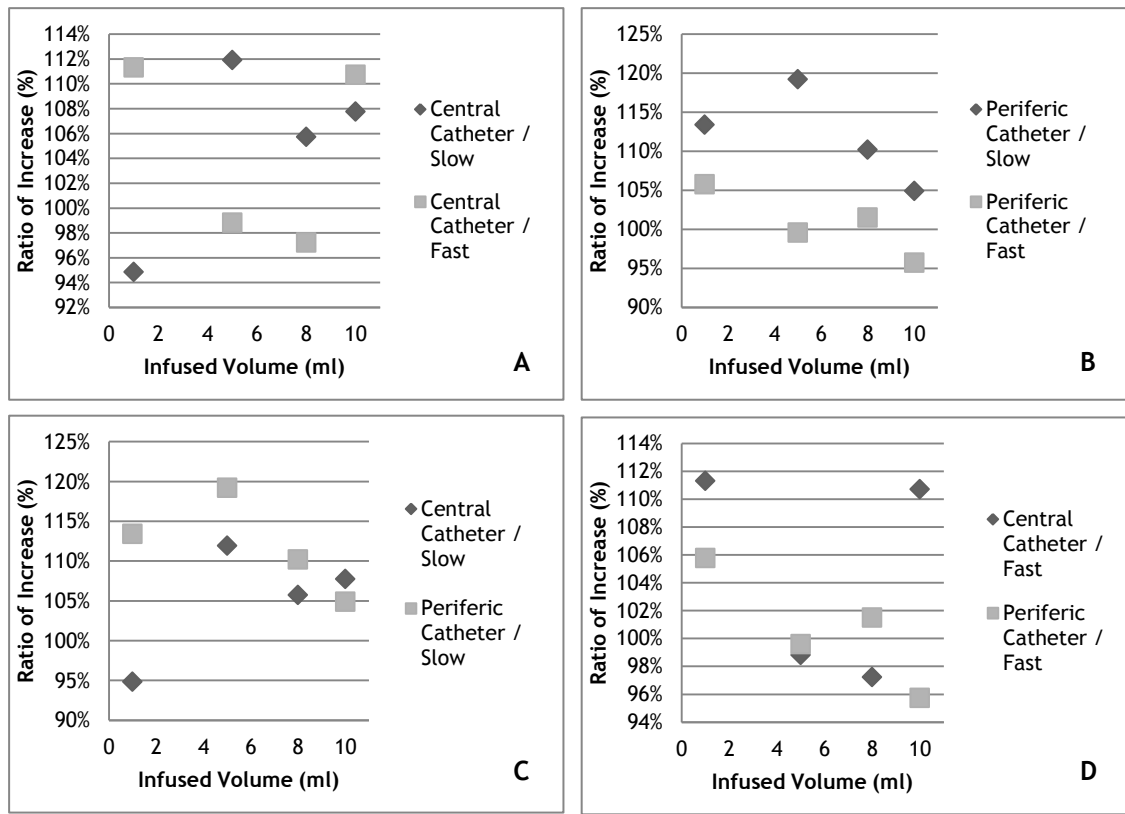 114%
112%
110%
108%
106%
104%
102%
100%
98%
96%
94%
92%
Ratio of Increase (%)
0 2 4 6 8 10
Infused Volume (ml)
Central
Catheter /
Slow
Central
Catheter /
Fast
A
125%
120%
115%
110%
105%
100%
95%
90%
Ratio of Increase (%)
0 2 4 6 8 10
Infused Volume (ml)
Periferic
Catheter /
Slow
Periferic
Catheter /
Fast
B
125%
120%
115%
110%
105%
100%
95%
90%
Ratio of Increase (%)
0 2 4 6 8 10
Infused Volume (ml)
Central
Catheter /
Slow
Periferic
Catheter /
Slow
C
114%
112%
110%
108%
106%
104%
102%
100%
98%
96%
94%
Ratio of Increase (%)
0 2 4 6 8 10
Infused Volume (ml)
Central
Catheter /
Fast
Periferic
Catheter /
Fast
D